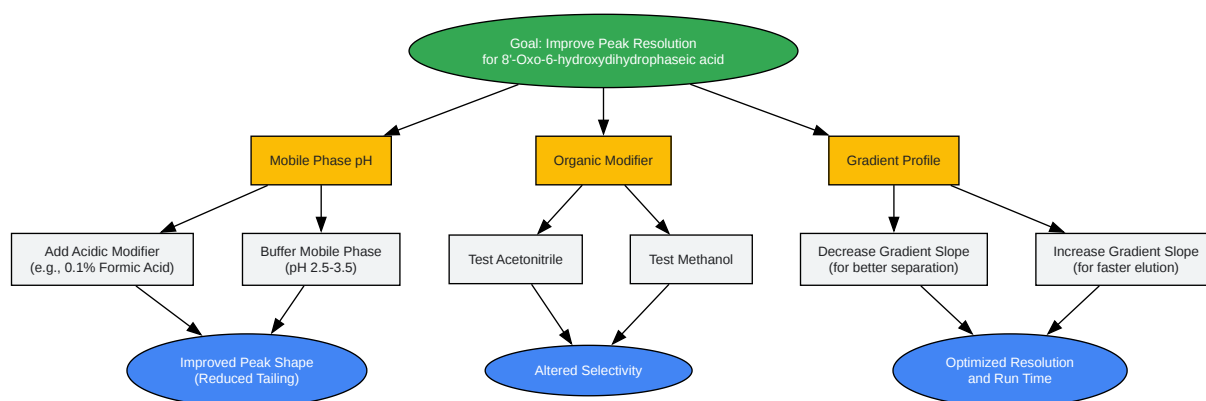 Goal: Improve Peak Resolution
for 8'-Oxo-6-hydroxydihydrophaseic acid
Mobile Phase pH
Organic Modifier
Gradient Profile
Add Acidic Modifier
(e.g., 0.1% Formic Acid)
Buffer Mobile Phase
(pH 2.5-3.5)
Test Acetonitrile
Test Methanol
Decrease Gradient Slope
(for better separation)
Increase Gradient Slope
(for faster elution)
Improved Peak Shape
(Reduced Tailing)
Altered Selectivity
Optimized Resolution
and Run Time